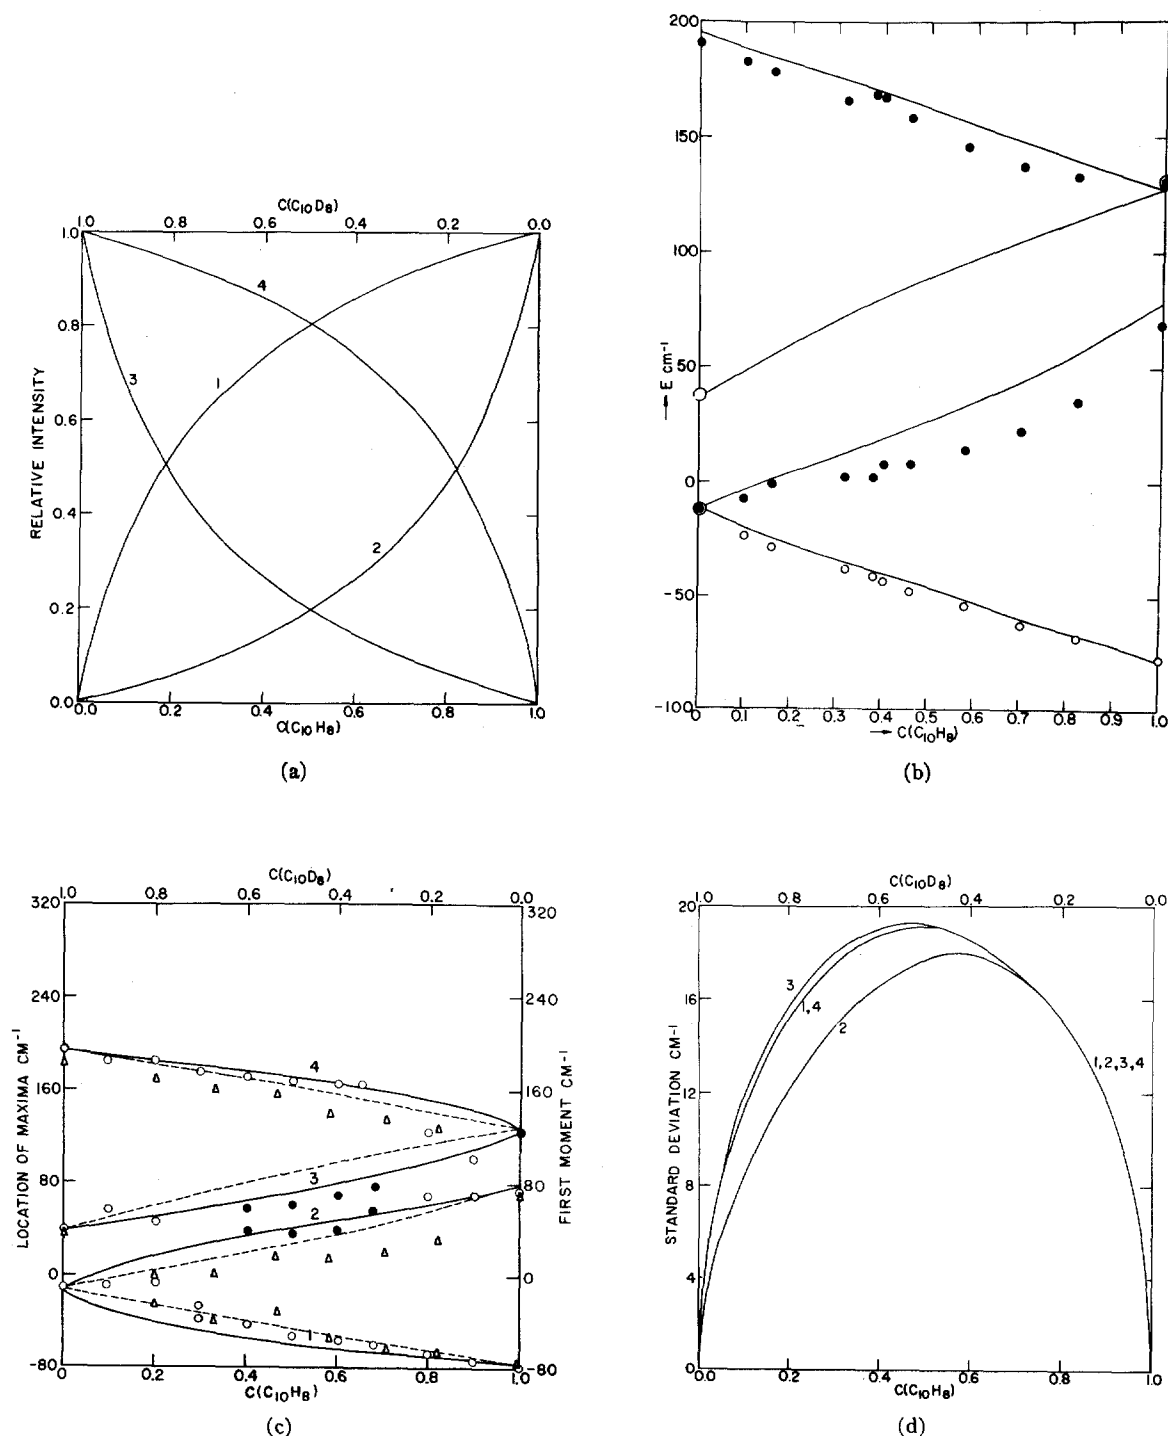 C(C10D8)
1.0 0.8 0.6 0.4 0.2 0.0
1.0
0.8
0.6
0.4
0.2
0.0
RELATIVE INTENSITY
4
3
1
2
0.0 0.2 0.4 0.6 0.8 1.0
C(C10H8)
(a)
200
150
100
50
0
-50
-100
→ E cm-1
0 0.1 0.2 0.3 0.4 0.5 0.6 0.7 0.8 0.9 1.0
→ C(C10H8)
(b)
C(C10D8)
1.0 0.8 0.6 0.4 0.2 0.0
320
240
160
80
0
-80
LOCATION OF MAXIMA CM-1
4
3
2
1
320
240
160
80
0
-80
FIRST MOMENT CM-1
0.0 0.2 0.4 0.6 0.8 1.0
C(C10H8)
(c)
C(C10D8)
1.0 0.8 0.6 0.4 0.2 0.0
20
16
12
8
4
0
STANDARD DEVIATION CM-1
3
1,4
2
1,2,3,4
0.0 0.2 0.4 0.6 0.8 1.0
C(C10H8)
(d)